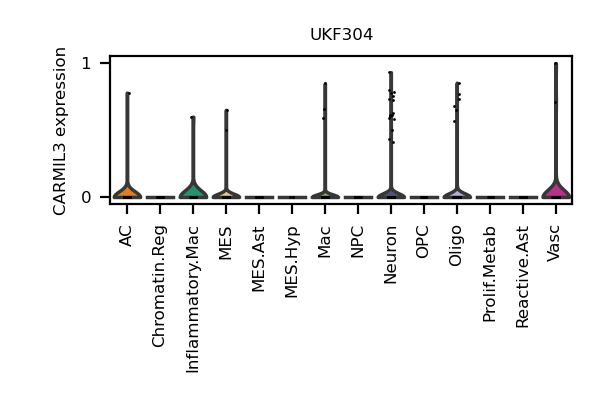 UKF304
CARMIL3 expression
1
0
AC
Chromatin.Reg
Inflammatory.Mac
MES
MES.Ast
MES.Hyp
Mac
NPC
Neuron
OPC
Oligo
Prolif.Metab
Reactive.Ast
Vasc